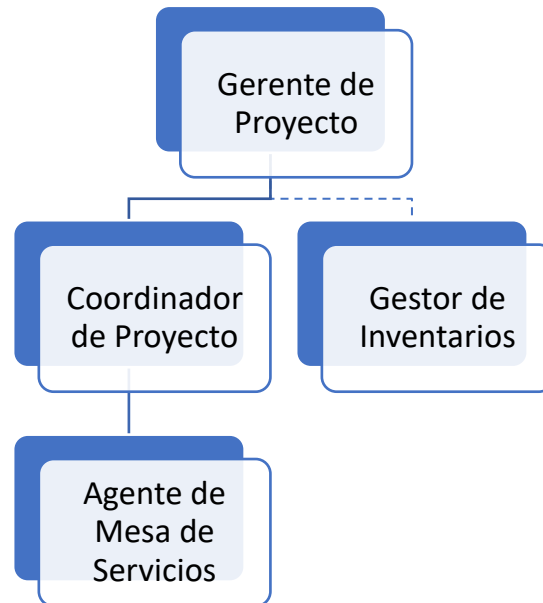 Gerente de
Proyecto
Coordinador
de Proyecto
Gestor de
Inventarios
Agente de
Mesa de
Servicios